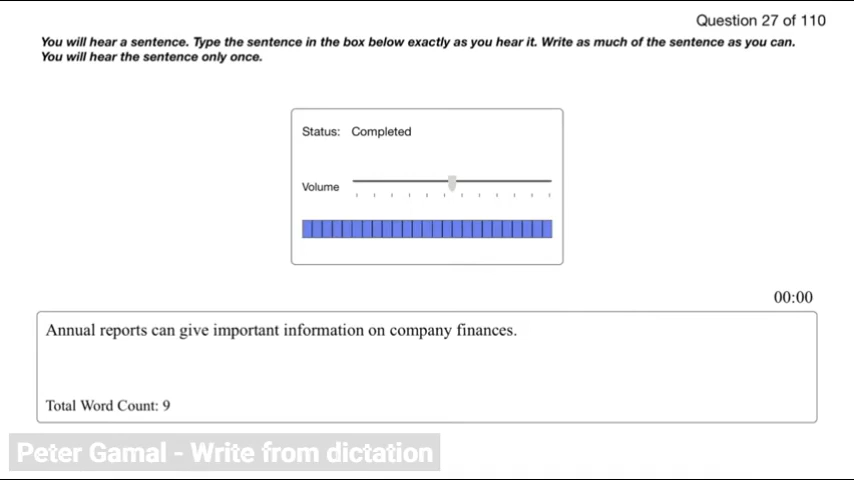 Question 27 of 110
You will hear a sentence. Type the sentence in the box below exactly as you hear it. Write as much of the sentence as you can.
You will hear the sentence only once.
Status: Completed
Volume
00:00
Annual reports can give important information on company finances.
Total Word Count: 9
Peter Gamal - Write from dictation